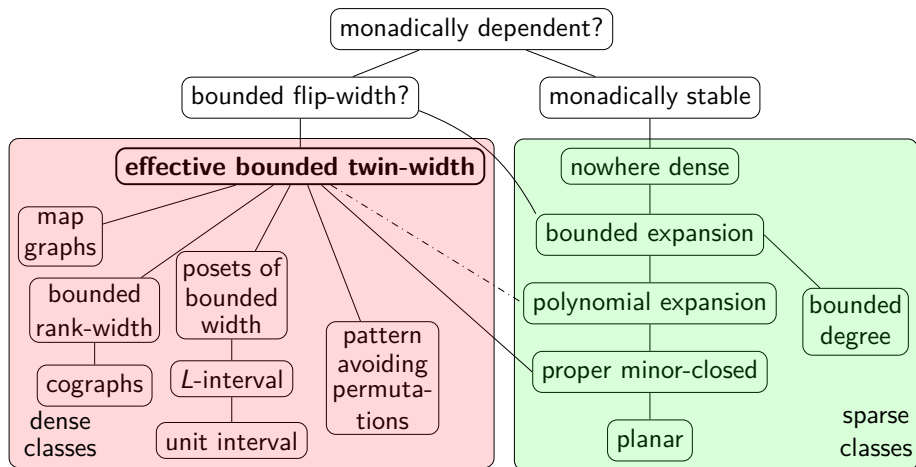 monadically dependent?
bounded flip-width?
monadically stable
effective bounded twin-width
nowhere dense
map
graphs
bounded expansion
posets of
bounded
width
bounded
rank-width
polynomial expansion
bounded
degree
pattern
avoiding
permuta-
tions
cographs
L-interval
proper minor-closed
dense
classes
unit interval
planar
sparse
classes